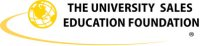 THE UNIVERSITY SALES
EDUCATION FOUNDATION
®